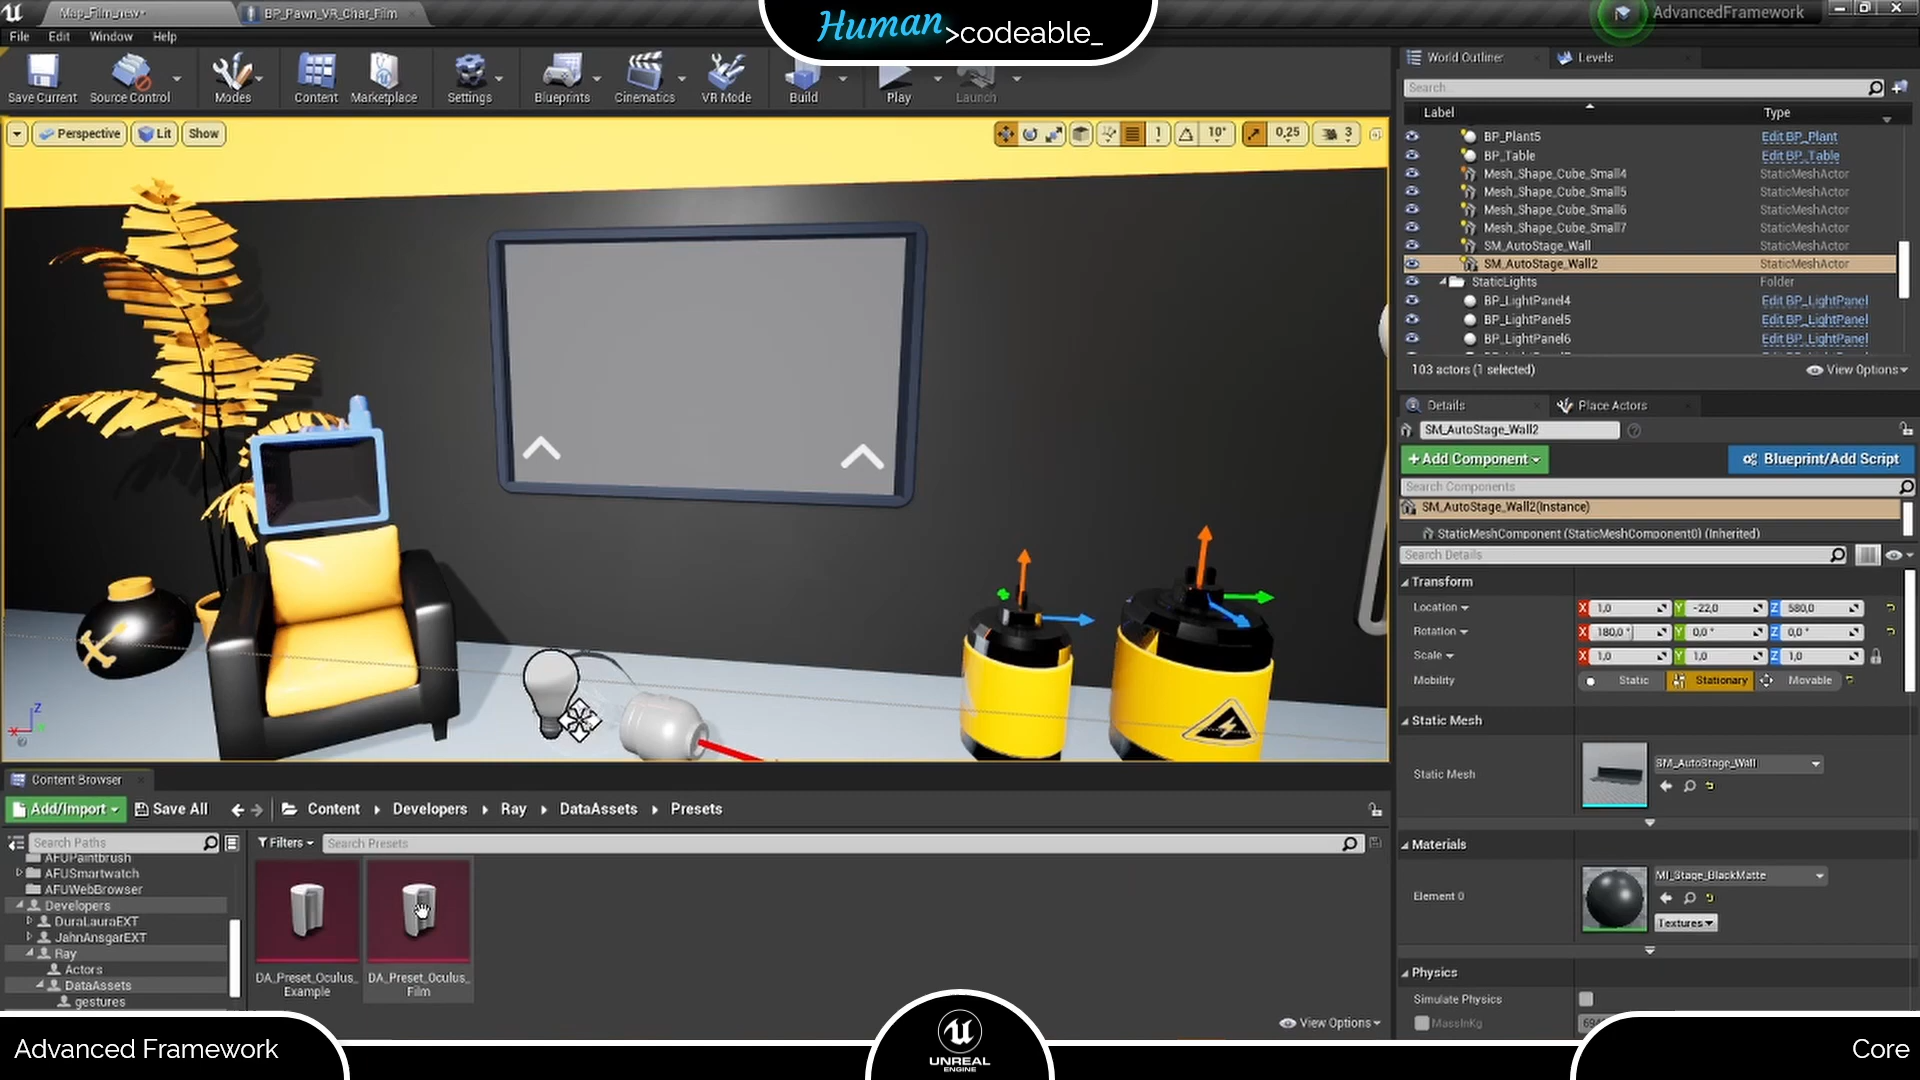 Map_Film_new*
BP_Pawn_VR_Char_Film
Human >codeable_
AdvancedFramework
File Edit Window Help
Save Current
Source Control
Modes
Content
Marketplace
Settings
Blueprints
Cinematics
VR Mode
Build
Play
Launch
Perspective
Lit
Show
1
10°
0,25
3
World Outliner
Levels
Search...
Label Type
BP_Plant5 Edit BP_Plant
BP_Table Edit BP_Table
Mesh_Shape_Cube_Small4 StaticMeshActor
Mesh_Shape_Cube_Small5 StaticMeshActor
Mesh_Shape_Cube_Small6 StaticMeshActor
Mesh_Shape_Cube_Small7 StaticMeshActor
SM_AutoStage_Wall StaticMeshActor
SM_AutoStage_Wall2 StaticMeshActor
StaticLights Folder
BP_LightPanel4 Edit BP_LightPanel
BP_LightPanel5 Edit BP_LightPanel
BP_LightPanel6 Edit BP_LightPanel
103 actors (1 selected)
View Options
Details
Place Actors
SM_AutoStage_Wall2
+Add Component
Blueprint/Add Script
Search Components
SM_AutoStage_Wall2(Instance)
StaticMeshComponent (StaticMeshComponent0) (Inherited)
Search Details
Transform
Location X 1,0 Y -22,0 Z 580,0
Rotation X 180,0° Y 0,0° Z 0,0°
Scale X 1,0 Y 1,0 Z 1,0
Mobility Static Stationary Movable
Static Mesh
Static Mesh SM_AutoStage_Wall
Materials
Element 0 MI_Stage_BlackMatte
Textures
Physics
Simulate Physics
MassInKg
Z
X
Content Browser
Add/Import
Save All
Content Developers Ray DataAssets Presets
Search Paths
Filters
Search Presets
AFUPaintbrush
AFUSmartwatch
AFUWebBrowser
Developers
DuraLauraEXT
JahnAnsgarEXT
Ray
Actors
DataAssets
gestures
DA_Preset_Oculus_
Example
DA_Preset_Oculus_
Film
View Options
Advanced Framework
UNREAL
ENGINE
Core